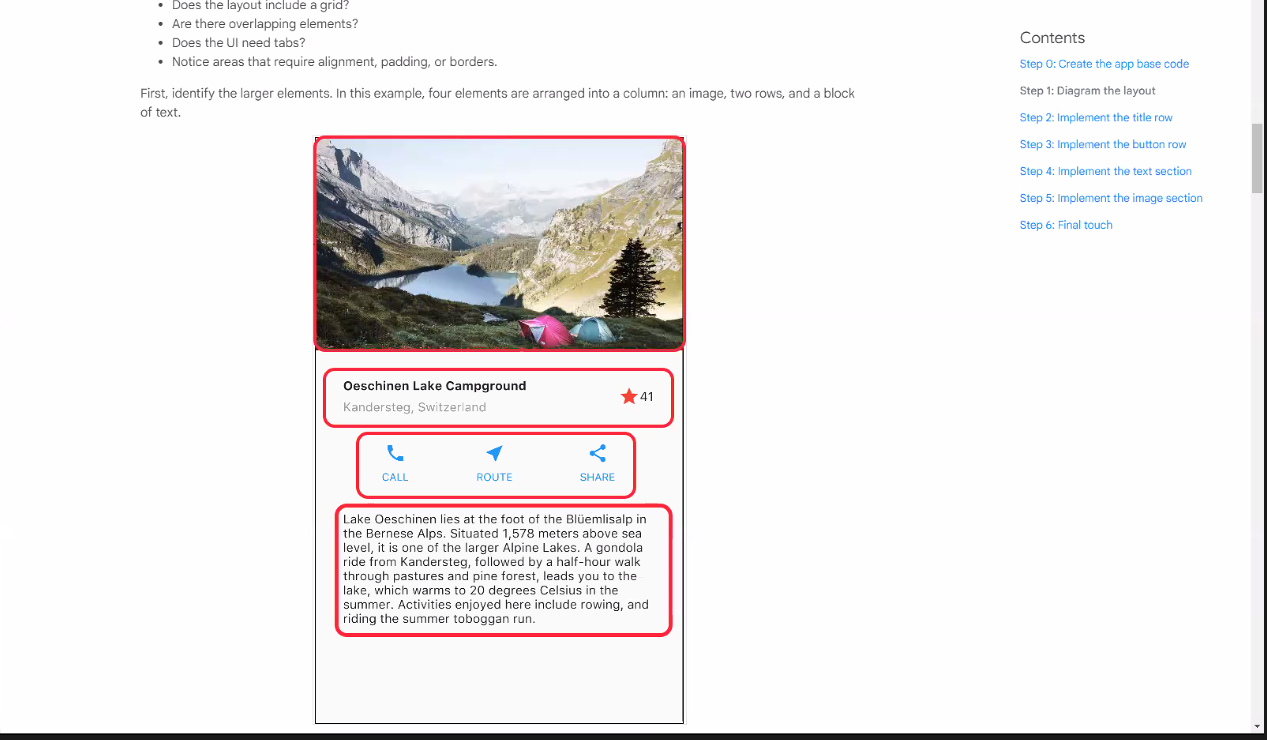 Does the layout include a grid?
Are there overlapping elements?
Does the UI need tabs?
Notice areas that require alignment, padding, or borders.
First, identify the larger elements. In this example, four elements are arranged into a column: an image, two rows, and a block
of text.
Oeschinen Lake Campground
Kandersteg, Switzerland
41
CALL
ROUTE
SHARE
Lake Oeschinen lies at the foot of the Blüemlisalp in
the Bernese Alps. Situated 1,578 meters above sea
level, it is one of the larger Alpine Lakes. A gondola
ride from Kandersteg, followed by a half-hour walk
through pastures and pine forest, leads you to the
lake, which warms to 20 degrees Celsius in the
summer. Activities enjoyed here include rowing, and
riding the summer toboggan run.
Contents
Step 0: Create the app base code
Step 1: Diagram the layout
Step 2: Implement the title row
Step 3: Implement the button row
Step 4: Implement the text section
Step 5: Implement the image section
Step 6: Final touch